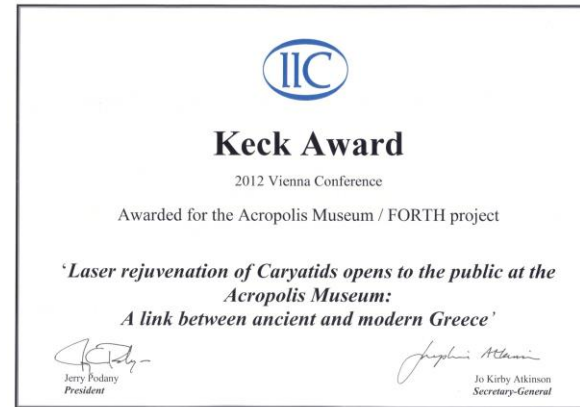 IIC
Keck Award
2012 Vienna Conference
Awarded for the Acropolis Museum / FORTH project
‘Laser rejuvenation of Caryatids opens to the public at the
Acropolis Museum:
A link between ancient and modern Greece’
Jerry Podany
President
Jo Kirby Atkinson
Secretary-General